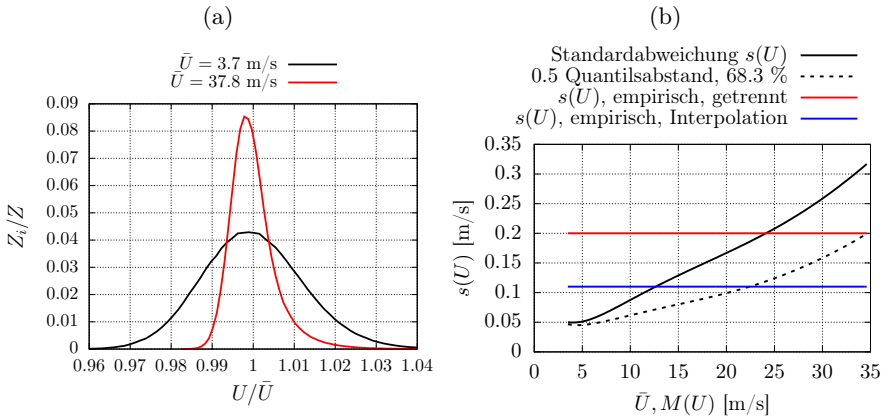 (a)
Ū = 3.7 m/s
Ū = 37.8 m/s
0.09
0.08
0.07
0.06
0.05
0.04
0.03
0.02
0.01
0
Z_i/Z
0.96 0.97 0.98 0.99 1 1.01 1.02 1.03 1.04
U/Ū
(b)
Standardabweichung s(U)
0.5 Quantilsabstand, 68.3 %
s(U), empirisch, getrennt
s(U), empirisch, Interpolation
0.35
0.3
0.25
0.2
0.15
0.1
0.05
0
s(U) [m/s]
0 5 10 15 20 25 30 35
Ū, M(U) [m/s]